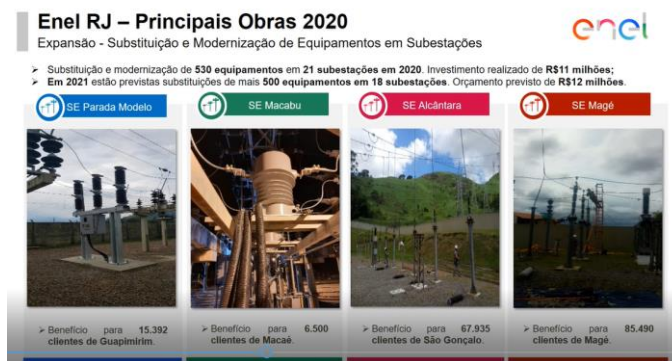 Enel RJ – Principais Obras 2020
enel
Expansão - Substituição e Modernização de Equipamentos em Subestações
➢ Substituição e modernização de 530 equipamentos em 21 subestações em 2020. Investimento realizado de R$11 milhões;
➢ Em 2021 estão previstas substituições de mais 500 equipamentos em 18 subestações. Orçamento previsto de R$12 milhões.
SE Parada Modelo
SE Macabu
SE Alcântara
SE Magé
➢ Benefício para 15.392
clientes de Guapimirim.
➢ Benefício para 6.500
clientes de Macaé.
➢ Benefício para 67.935
clientes de São Gonçalo.
➢ Benefício para 85.490
clientes de Magé.